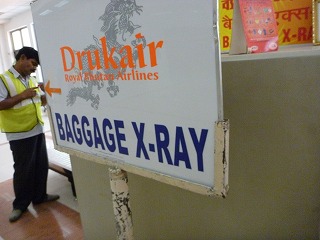 Drukair
Royal Bhutan Airlines
BAGGAGE X-RAY
X-RA